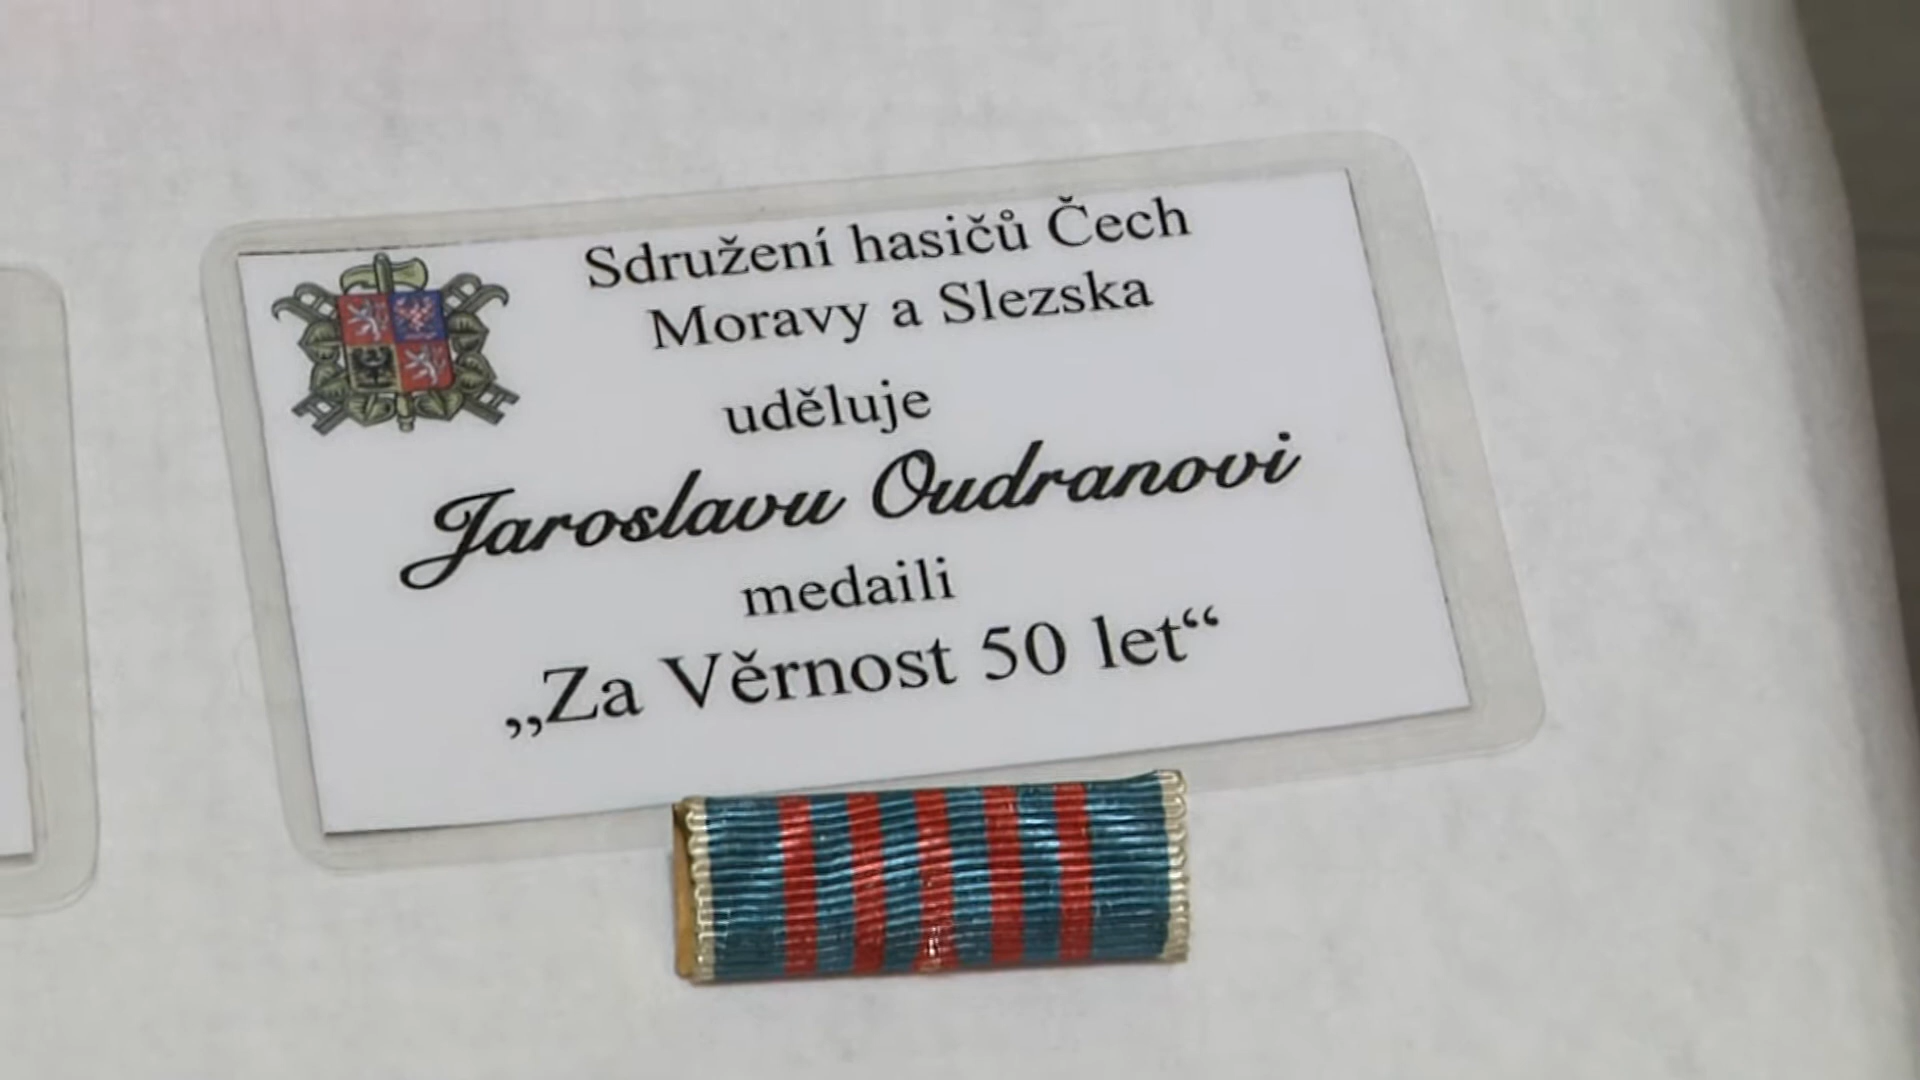 Sdružení hasičů Čech
Moravy a Slezska
uděluje
Jaroslavu Oudranovi
medaili
„Za Věrnost 50 let“